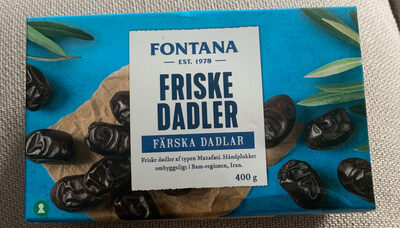 FONTANA
EST. 1978
FRISKE
DADLER
FÄRSKA DADLAR
Friske dadler af typen Mazafati. Håndplukket
omhyggeligt i Bam-regionen, Iran.
400 g